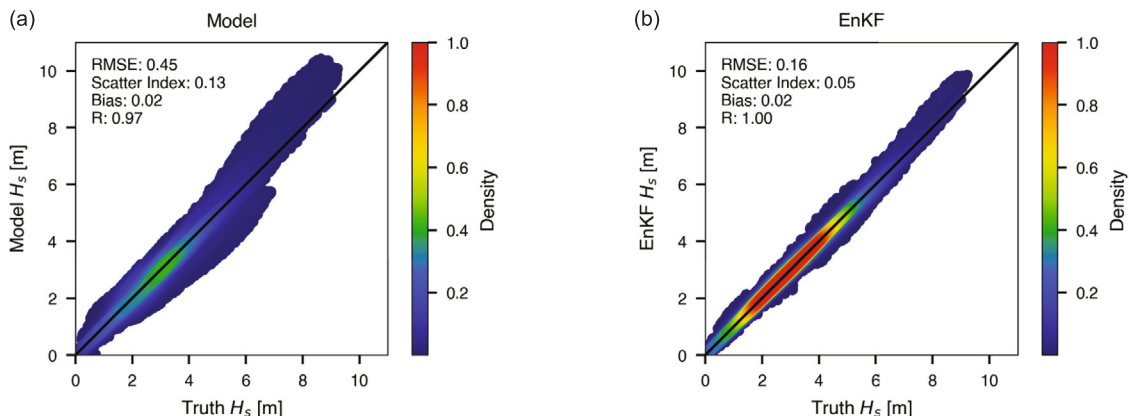 (a)
Model
RMSE: 0.45
Scatter Index: 0.13
Bias: 0.02
R: 0.97
Model Hs [m]
10
8
6
4
2
0
0 2 4 6 8 10
Truth Hs [m]
1.0
0.8
0.6
0.4
0.2
Density
(b)
EnKF
RMSE: 0.16
Scatter Index: 0.05
Bias: 0.02
R: 1.00
EnKF Hs [m]
10
8
6
4
2
0
0 2 4 6 8 10
Truth Hs [m]
1.0
0.8
0.6
0.4
0.2
Density